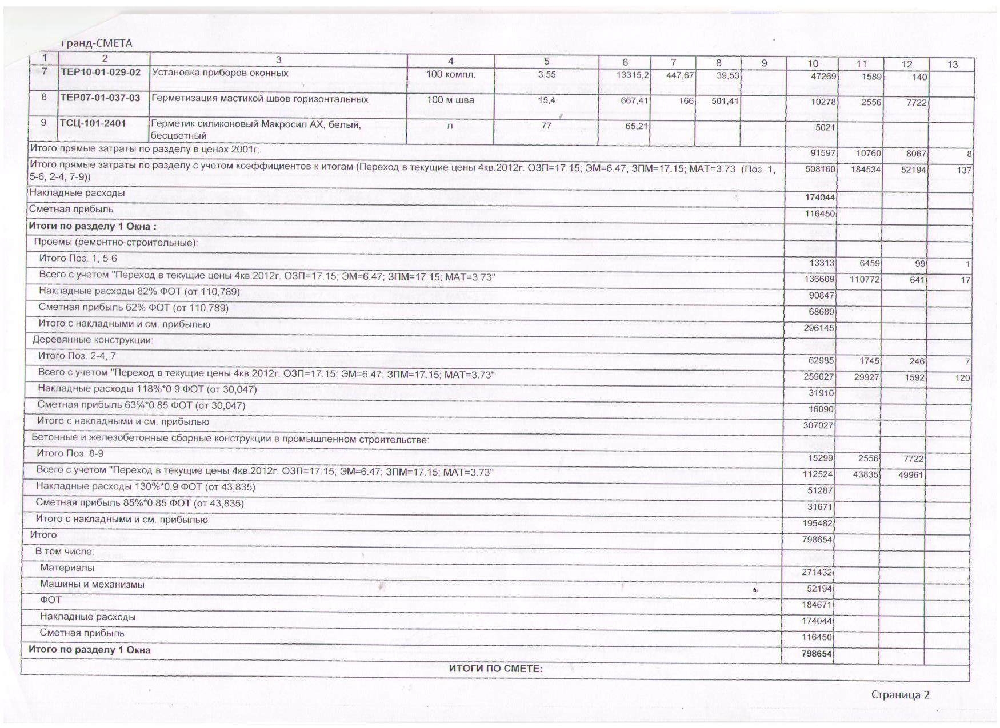 Гранд-СМЕТА
1 2 3 4 5 6 7 8 9 10 11 12 13
7 ТЕР10-01-029-02 Установка приборов оконных 100 компл. 3,55 13315,2 447,67 39,53 47269 1589 140
8 ТЕР07-01-037-03 Герметизация мастикой швов горизонтальных 100 м шва 15,4 667,41 166 501,41 10278 2556 7722
9 ТСЦ-101-2401 Герметик силиконовый Макросил АХ, белый, л 77 65,21 5021
бесцветный
Итого прямые затраты по разделу в ценах 2001г. 91597 10760 8067 8
Итого прямые затраты по разделу с учетом коэффициентов к итогам (Переход в текущие цены 4кв.2012г. ОЗП=17.15; ЭМ=6.47; ЗПМ=17.15; МАТ=3.73 (Поз. 1, 508160 184534 52194 137
5-6, 2-4, 7-9))
Накладные расходы 174044
Сметная прибыль 116450
Итоги по разделу 1 Окна :
Проемы (ремонтно-строительные):
Итого Поз. 1, 5-6 13313 6459 99 1
Всего с учетом "Переход в текущие цены 4кв.2012г. ОЗП=17.15; ЭМ=6.47; ЗПМ=17.15; МАТ=3.73" 136609 110772 641 17
Накладные расходы 82% ФОТ (от 110,789) 90847
Сметная прибыль 62% ФОТ (от 110,789) 68689
Итого с накладными и см. прибылью 296145
Деревянные конструкции:
Итого Поз. 2-4, 7 62985 1745 246 7
Всего с учетом "Переход в текущие цены 4кв.2012г. ОЗП=17.15; ЭМ=6.47; ЗПМ=17.15; МАТ=3.73" 259027 29927 1592 120
Накладные расходы 118%*0.9 ФОТ (от 30,047) 31910
Сметная прибыль 63%*0.85 ФОТ (от 30,047) 16090
Итого с накладными и см. прибылью 307027
Бетонные и железобетонные сборные конструкции в промышленном строительстве:
Итого Поз. 8-9 15299 2556 7722
Всего с учетом "Переход в текущие цены 4кв.2012г. ОЗП=17.15; ЭМ=6.47; ЗПМ=17.15; МАТ=3.73" 112524 43835 49961
Накладные расходы 130%*0.9 ФОТ (от 43,835) 51287
Сметная прибыль 85%*0.85 ФОТ (от 43,835) 31671
Итого с накладными и см. прибылью 195482
Итого 798654
В том числе:
Материалы 271432
Машины и механизмы 52194
ФОТ 184671
Накладные расходы 174044
Сметная прибыль 116450
Итого по разделу 1 Окна 798654
ИТОГИ ПО СМЕТЕ:
Страница 2